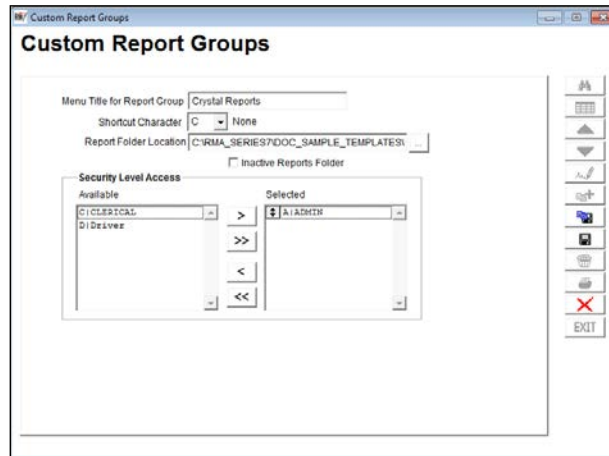 Custom Report Groups
Custom Report Groups
Menu Title for Report Group Crystal Reports
Shortcut Character C None
Report Folder Location C:\RMA_SERIES7\DOC_SAMPLE_TEMPLATES\ ...
Inactive Reports Folder
Security Level Access
Available Selected
C|CLERICAL > A|ADMIN
D|Driver
>>
<
<<
EXIT